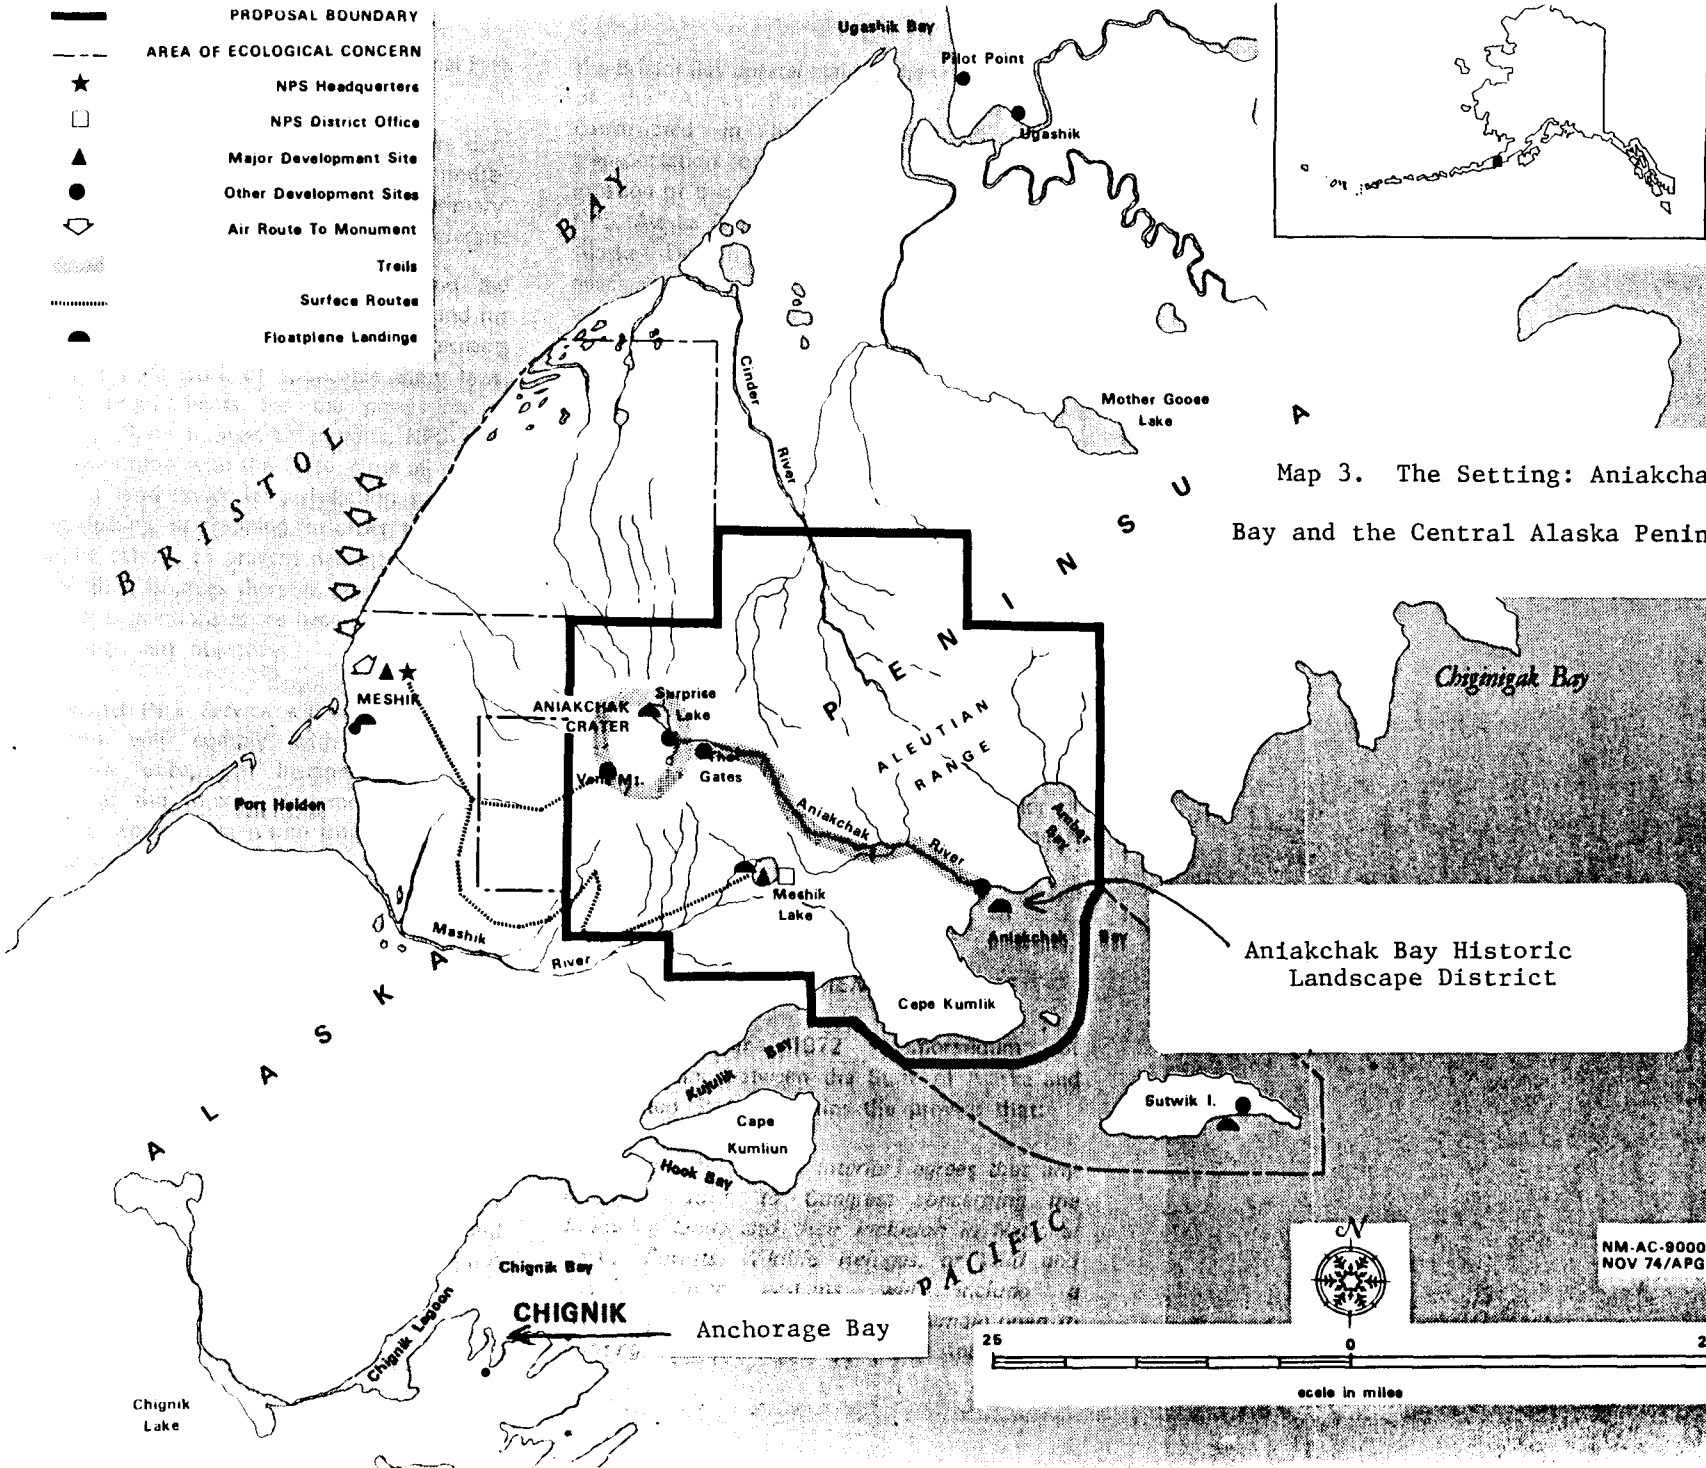 PROPOSAL BOUNDARY
AREA OF ECOLOGICAL CONCERN
NPS Headquarters
NPS District Office
Major Development Site
Other Development Sites
Air Route To Monument
Trails
Surface Routes
Floatplane Landings
Ugashik Bay
Pilot Point
Ugashik
BRISTOL BAY
Cinder
River
Mother Goose
Lake
Map 3. The Setting: Aniakcha
Bay and the Central Alaska Penin
ALASKA PENINSULA
Chiginigak Bay
MESHIK
ANIAKCHAK
CRATER
Surprise
Lake
The
Gates
Vent Mt.
ALEUTIAN
RANGE
Port Heiden
Aniakchak
River
Amber
Bay
Meshik
Lake
Mashik
River
Aniakchak Bay
Aniakchak Bay Historic
Landscape District
Cape Kumlik
Kujulik Bay
Sutwik I.
Cape
Kumliun
Hook Bay
PACIFIC
N
NM-AC-9000
NOV 74/APG
Chignik Bay
CHIGNIK
Anchorage Bay
Chignik Lagoon
Chignik
Lake
25 0 2
scale in miles